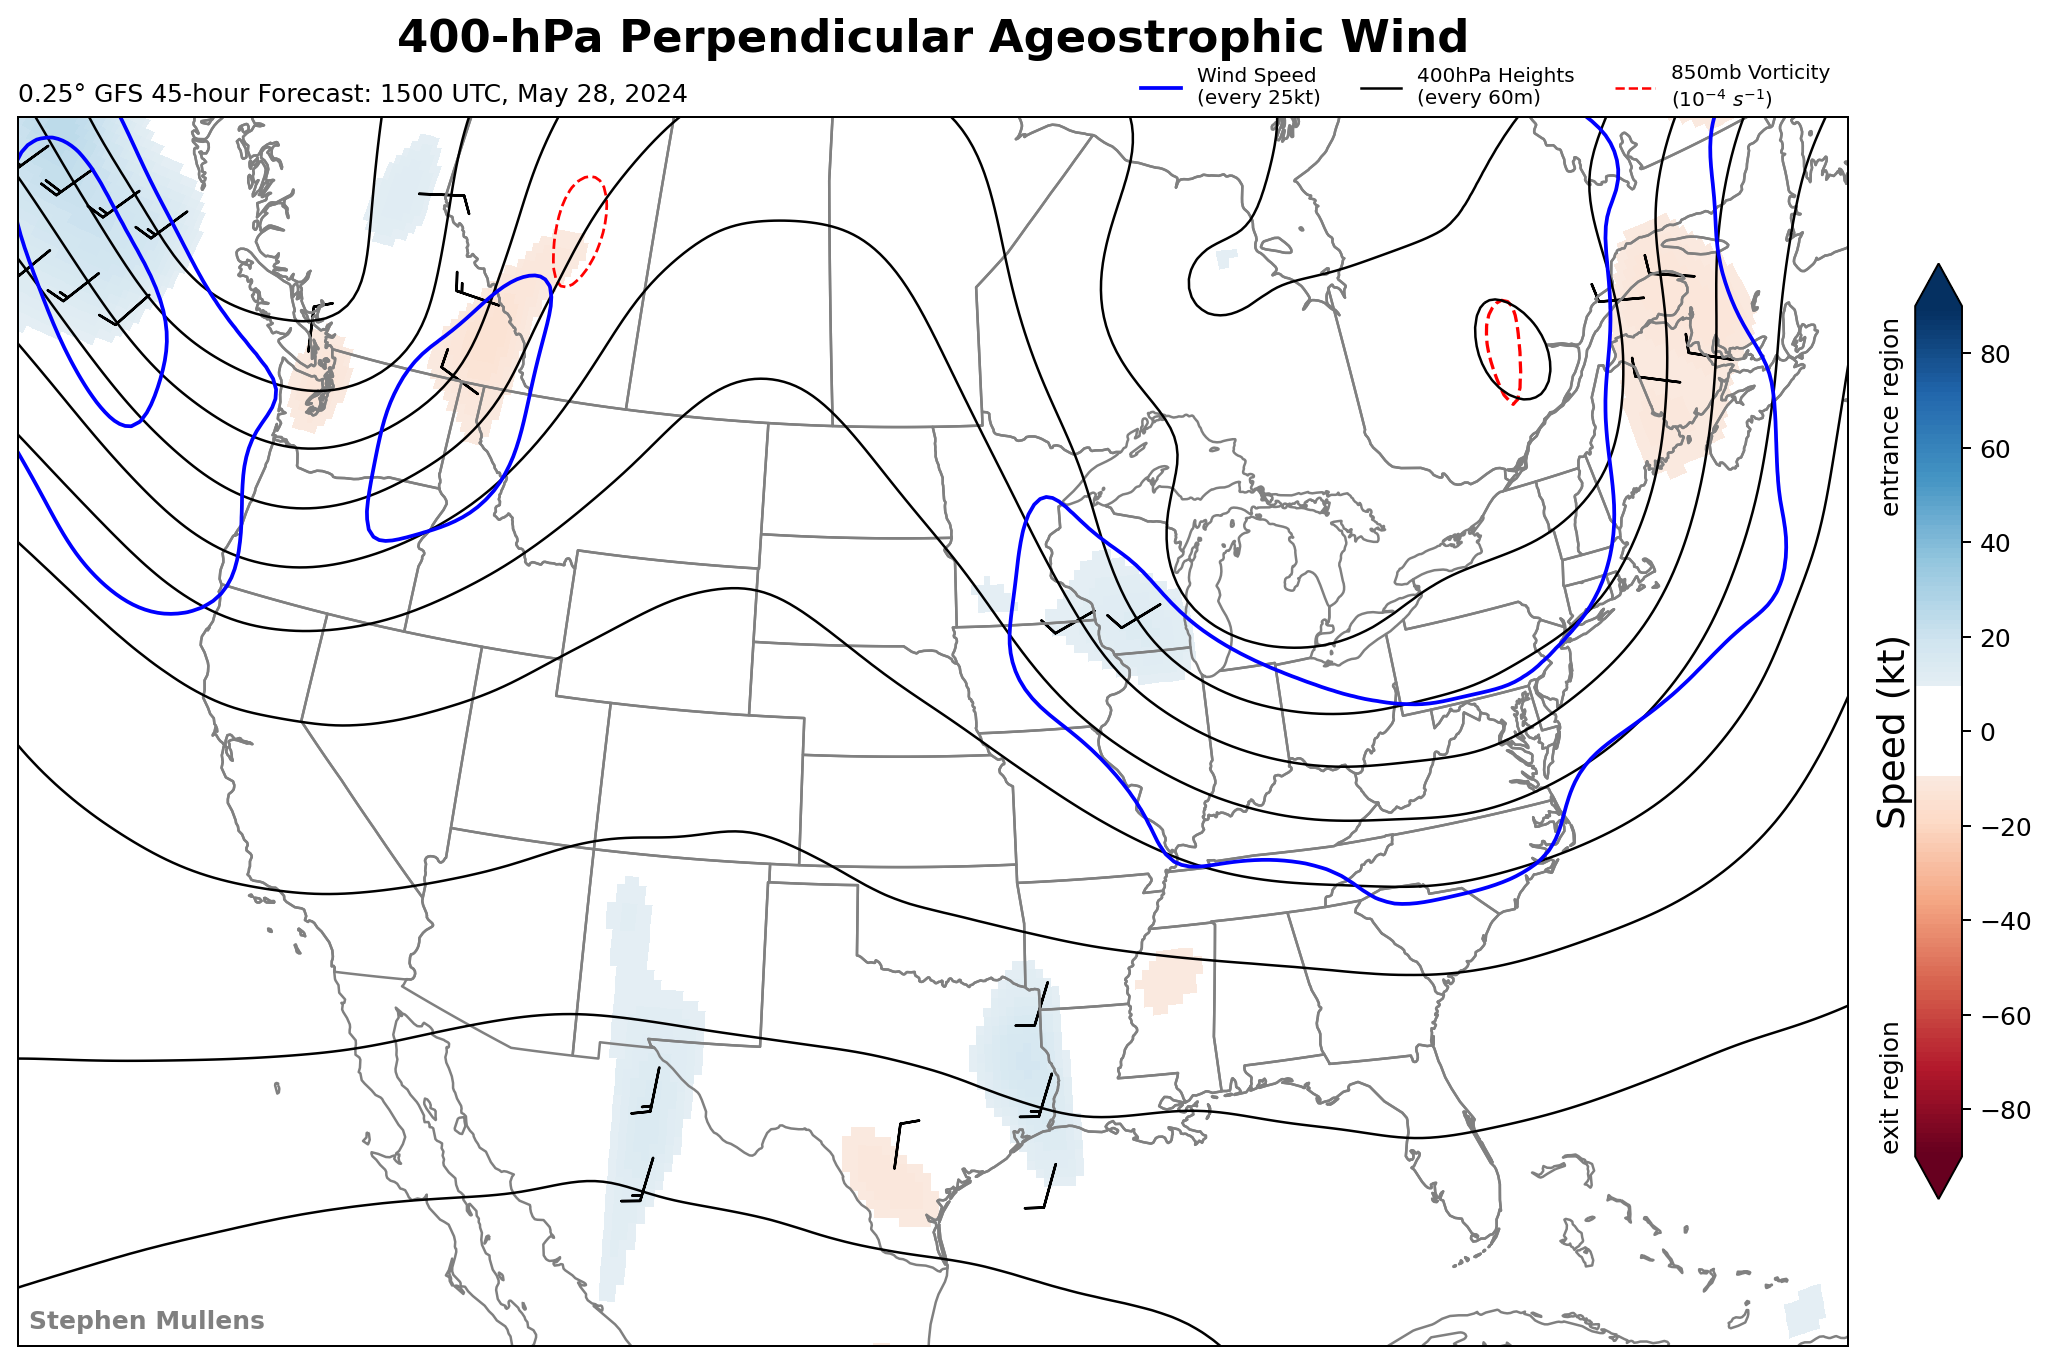 400-hPa Perpendicular Ageostrophic Wind
0.25° GFS 45-hour Forecast: 1500 UTC, May 28, 2024
Wind Speed
(every 25kt)
400hPa Heights
(every 60m)
850mb Vorticity
(10⁻⁴ s⁻¹)
entrance region
Speed (kt)
exit region
80
60
40
20
0
−20
−40
−60
−80
Stephen Mullens